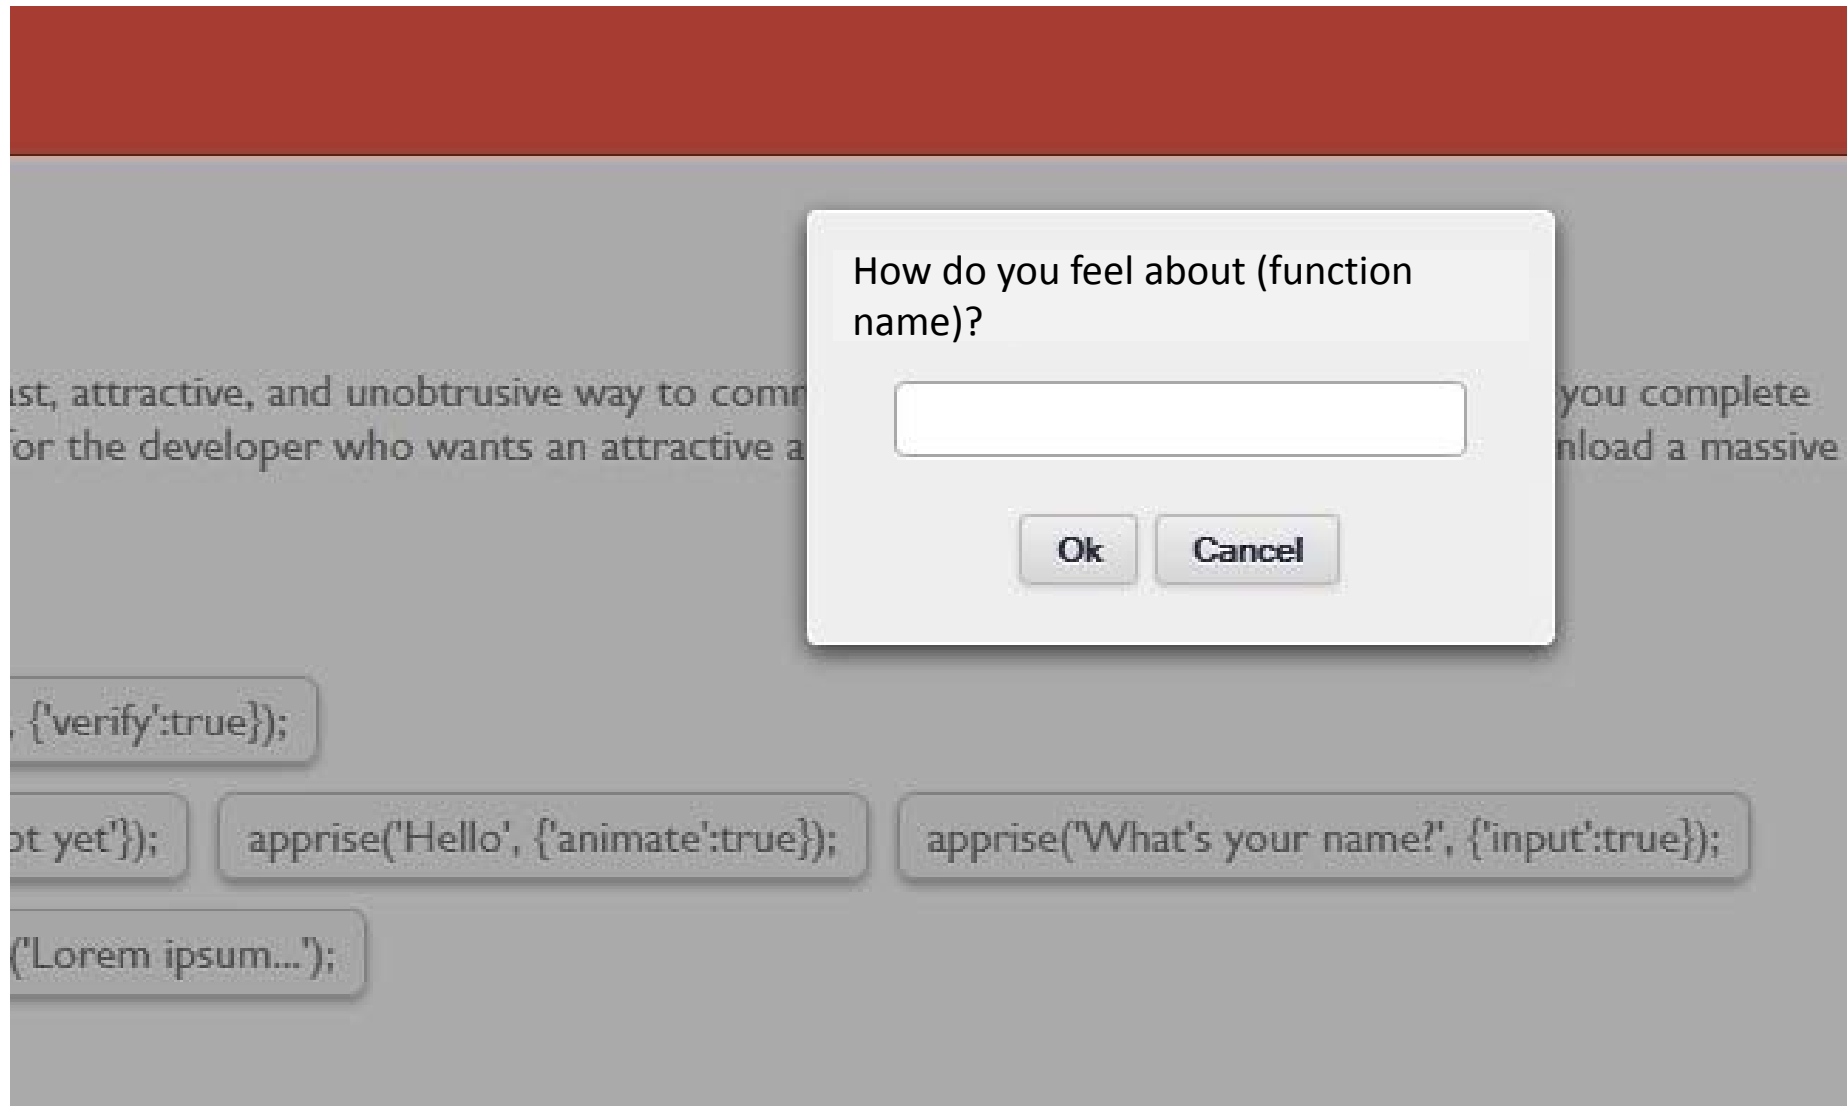 How do you feel about (function
name)?
ast, attractive, and unobtrusive way to com you complete
for the developer who wants an attractive a nload a massive
Ok Cancel
, {'verify':true});
ot yet'}); apprise('Hello', {'animate':true}); apprise('What's your name?', {'input':true});
('Lorem ipsum...');